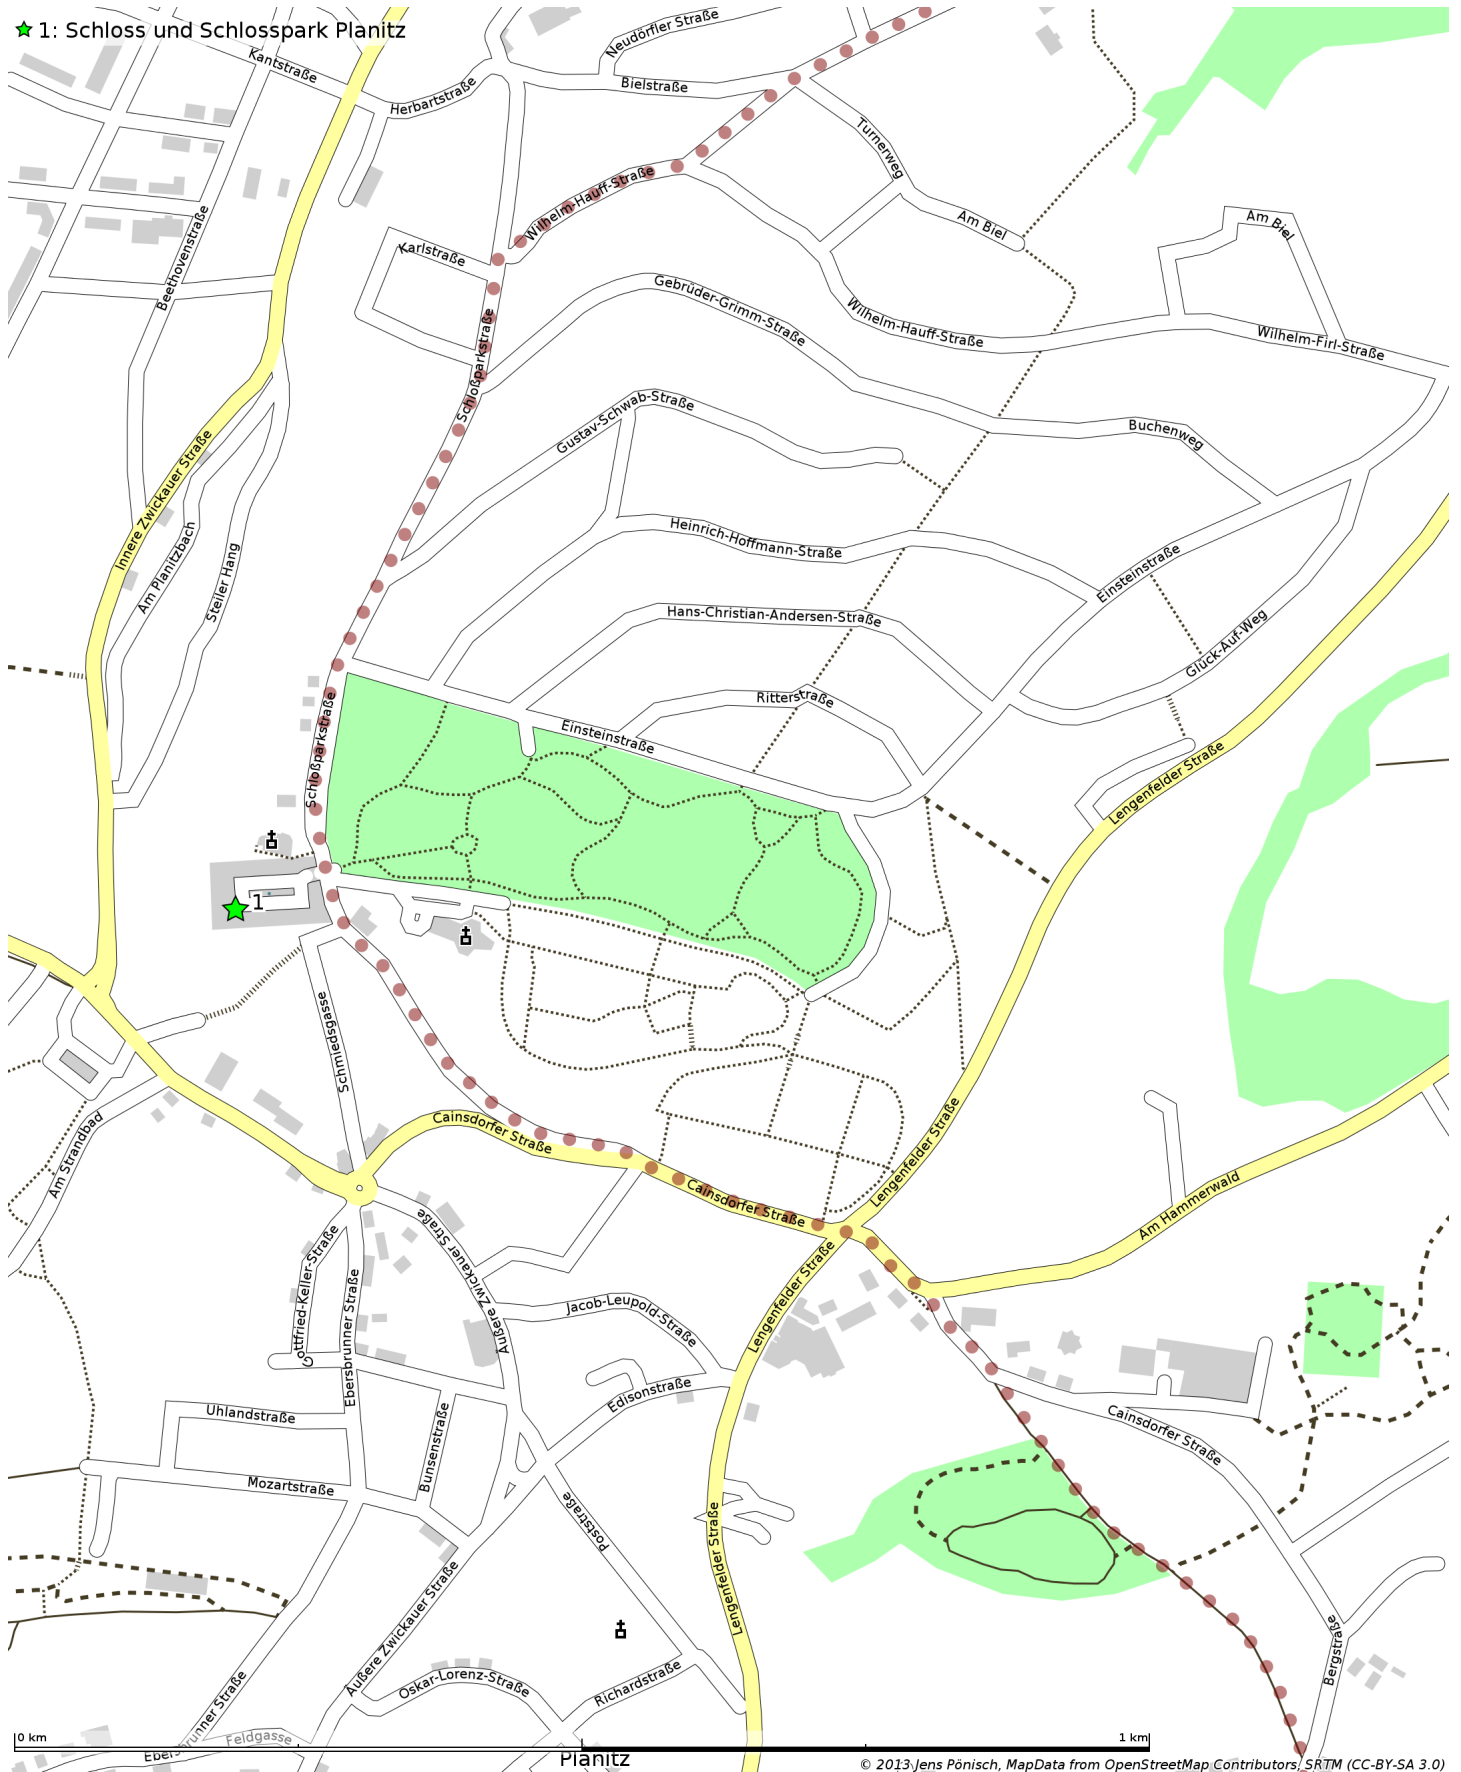 1: Schloss und Schlosspark Planitz
Neudörfler Straße
Kantstraße
Herbartstraße
Bielstraße
Turnerweg
Wilhelm-Hauff-Straße
Am Biel
Am Biel
Beethovenstraße
Karlstraße
Gebrüder-Grimm-Straße
Wilhelm-Hauff-Straße
Wilhelm-Firl-Straße
Schloßparkstraße
Gustav-Schwab-Straße
Buchenweg
Innere Zwickauer Straße
Am Planitzbach
Steiler Hang
Heinrich-Hoffmann-Straße
Einsteinstraße
Hans-Christian-Andersen-Straße
Glück-Auf-Weg
Ritterstraße
Einsteinstraße
Schloßparkstraße
Lengenfelder Straße
1
Schmiedsgasse
Am Strandbad
Cainsdorfer Straße
Lengenfelder Straße
Cainsdorfer Straße
Am Hammerwald
Gottfried-Keller-Straße
Äußere Zwickauer Straße
Ebersbrunner Straße
Jacob-Leupold-Straße
Lengenfelder Straße
Edisonstraße
Uhlandstraße
Bunsenstraße
Cainsdorfer Straße
Mozartstraße
Poststraße
Lengenfelder Straße
Äußere Zwickauer Straße
Bergstraße
Oskar-Lorenz-Straße
Richardstraße
Ebersbrunner Straße
Feldgasse
Ebersbrunner Straße
0 km
1 km
Planitz
© 2013 Jens Pönisch, MapData from OpenStreetMap Contributors, SRTM (CC-BY-SA 3.0)